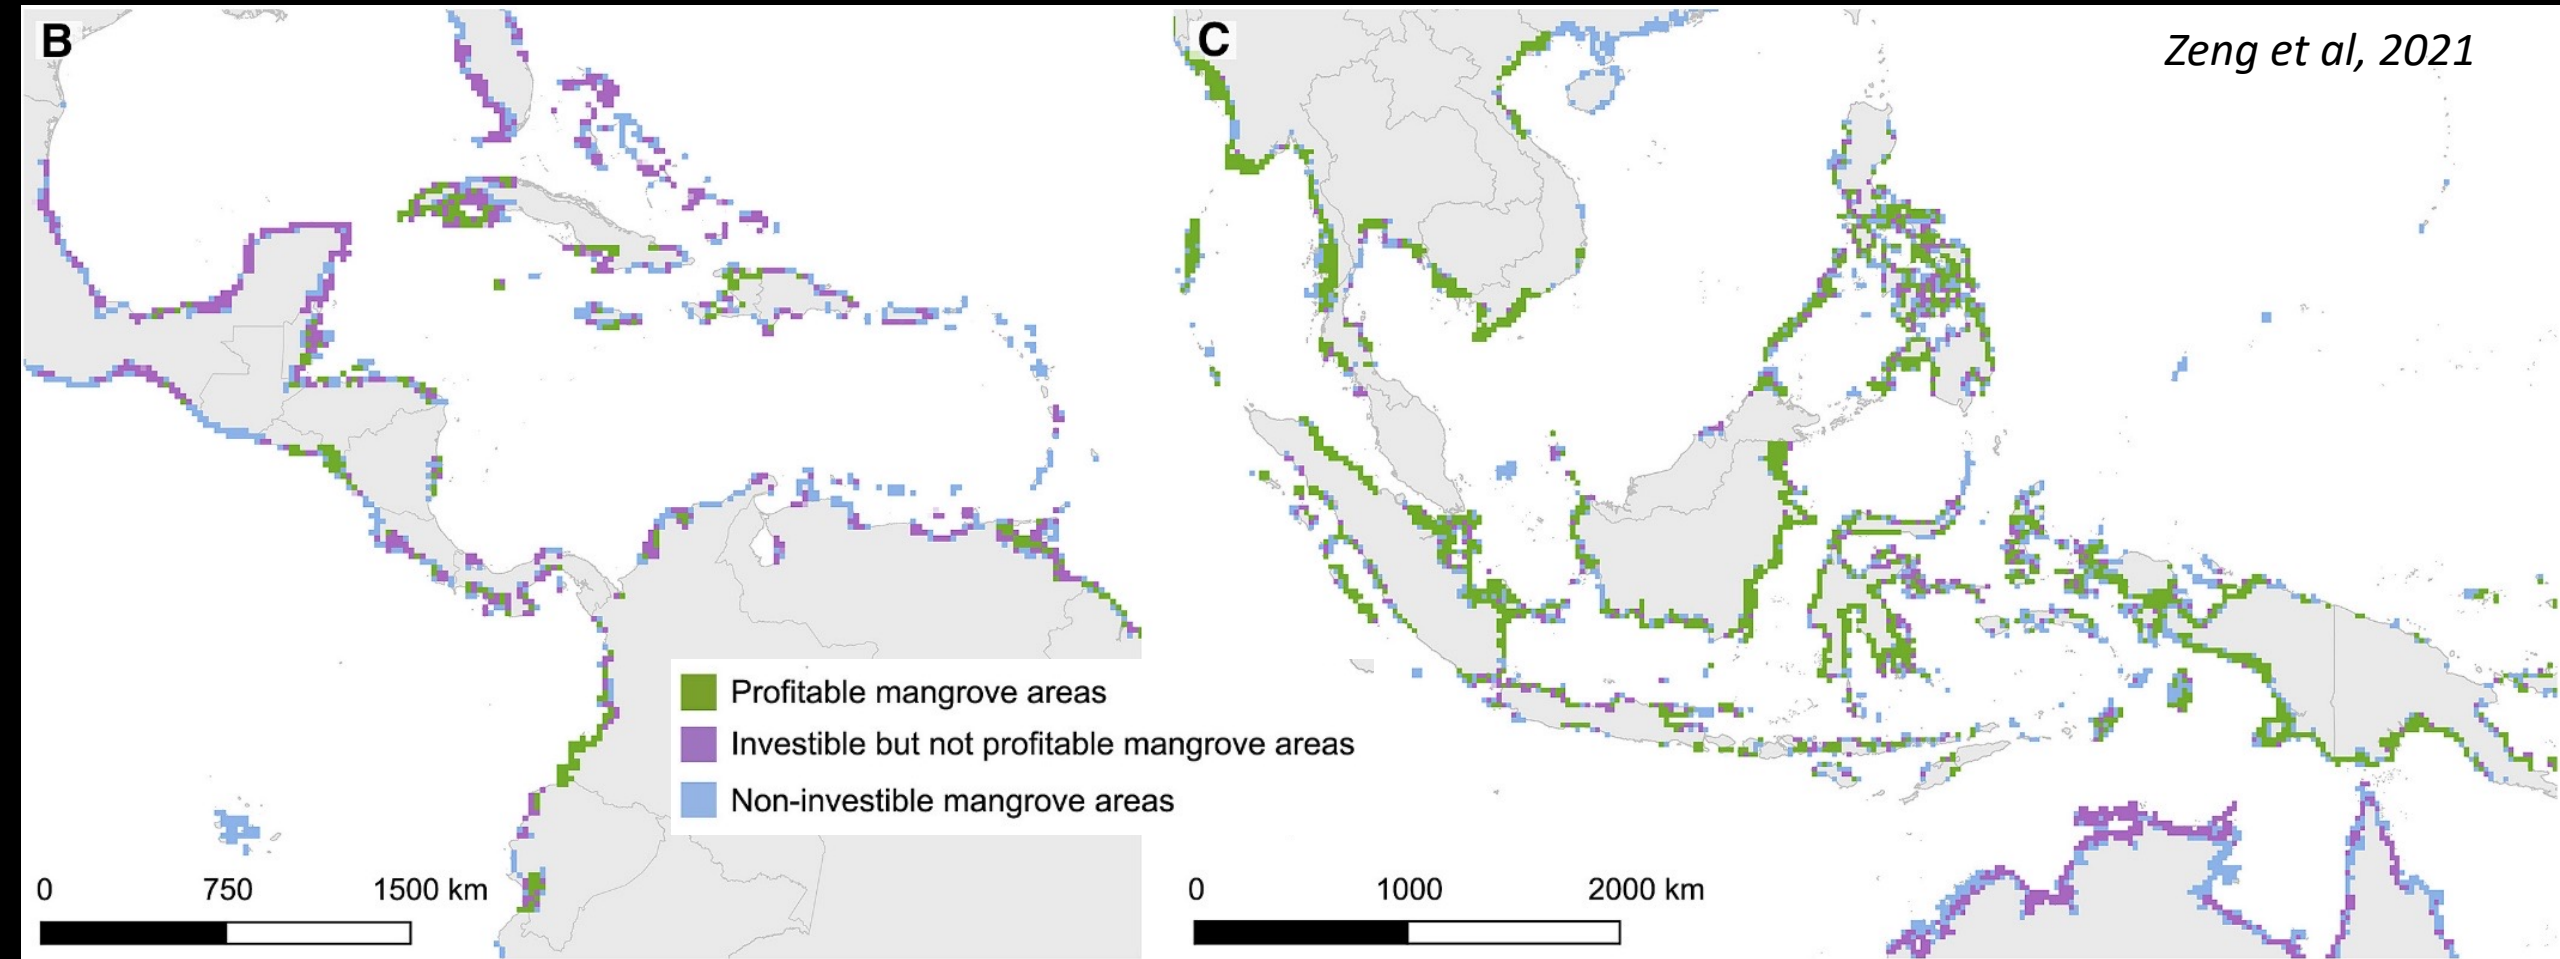 B
C
Zeng et al, 2021
Profitable mangrove areas
Investible but not profitable mangrove areas
Non-investible mangrove areas
0 750 1500 km
0 1000 2000 km